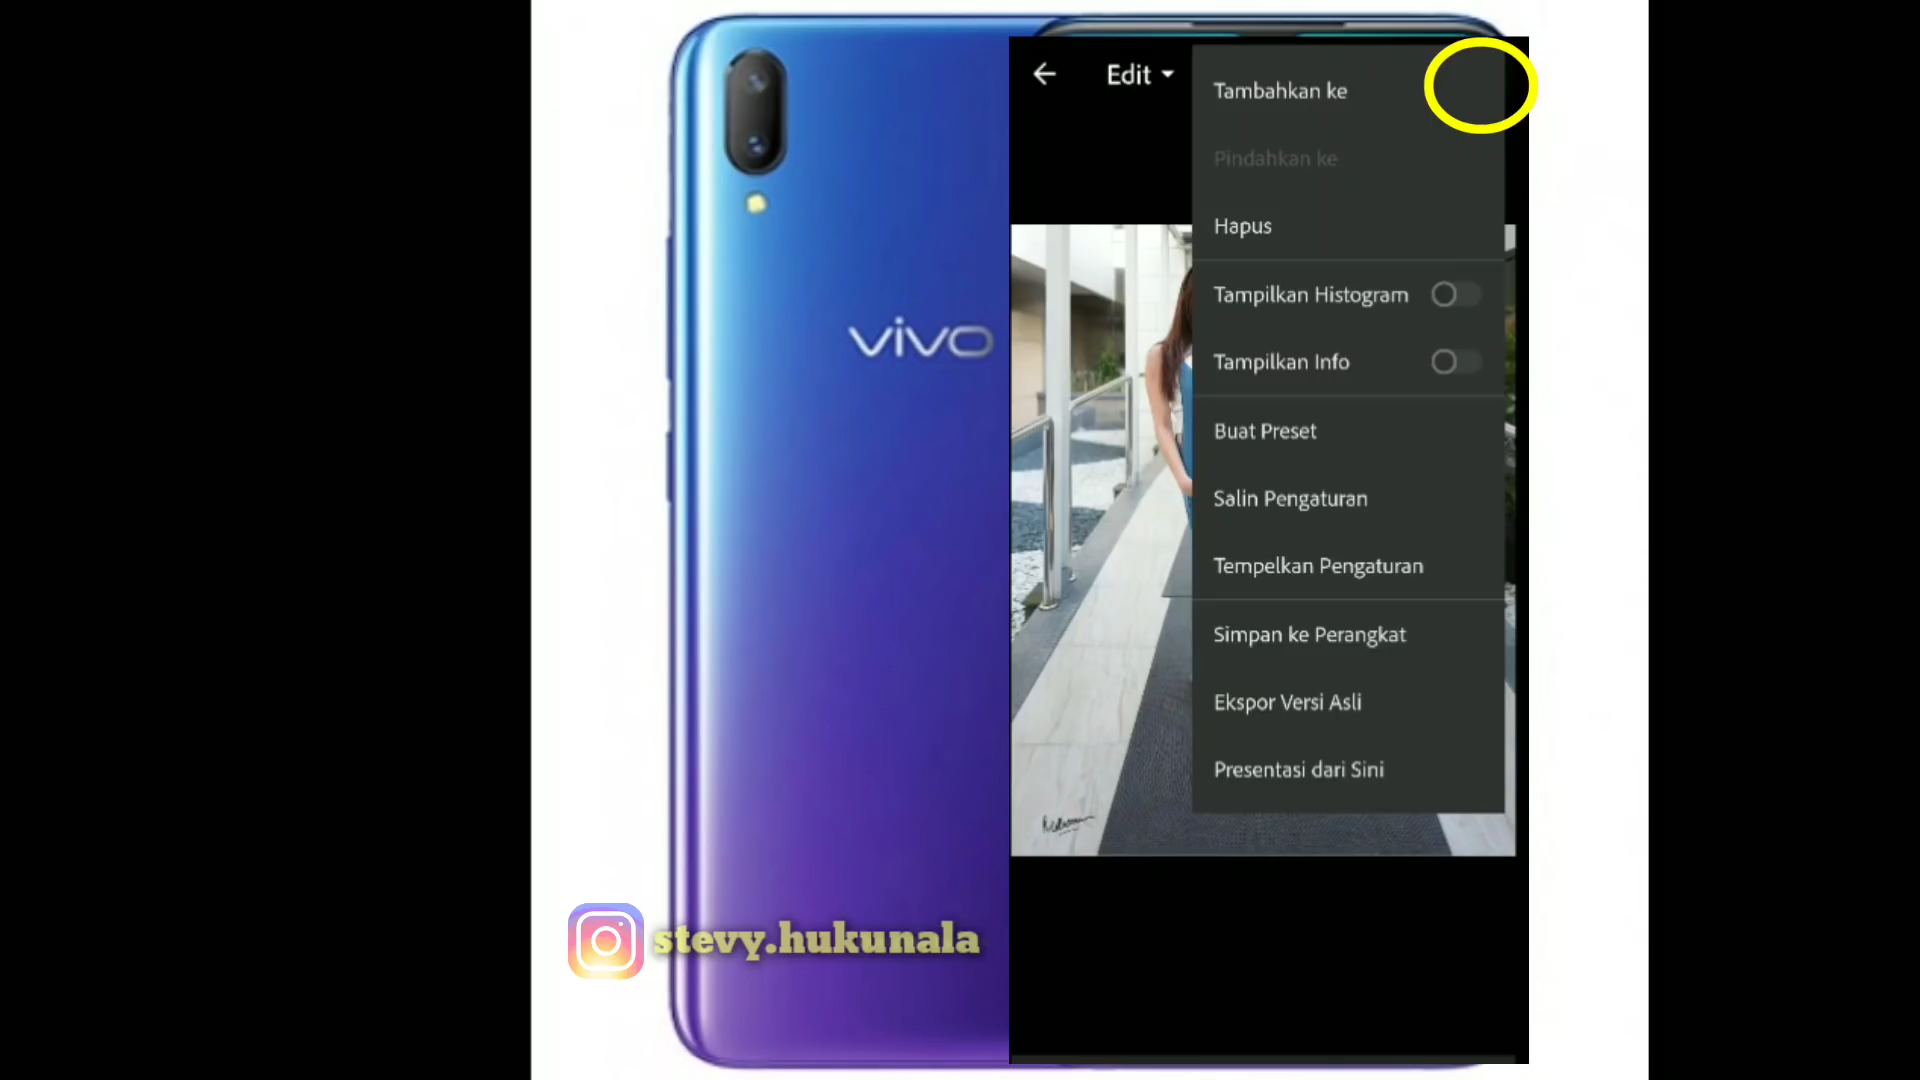 vivo
Edit
Tambahkan ke
Pindahkan ke
Hapus
Tampilkan Histogram
Tampilkan Info
Buat Preset
Salin Pengaturan
Tempelkan Pengaturan
Simpan ke Perangkat
Ekspor Versi Asli
Presentasi dari Sini
stevy.hukunala